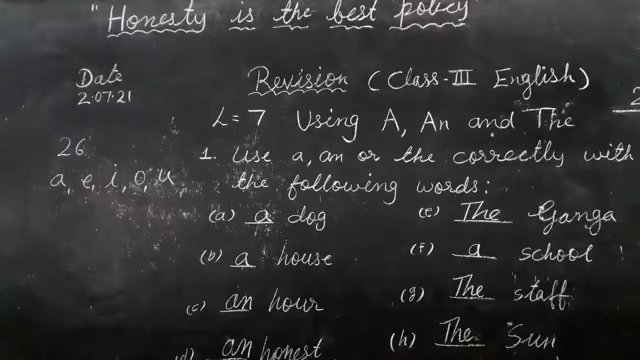 "Honesty is the best policy"
Date
2.07.21
Revision (Class-III English)
L=7 Using A, An and The
26
a, e, i, o, u
1. Use a, an or the correctly with
the following words:
(a) a dog
(b) a house
(c) an hour
(d) an honest
(e) The Ganga
(f) a school
(g) The staff
(h) The Sun
2